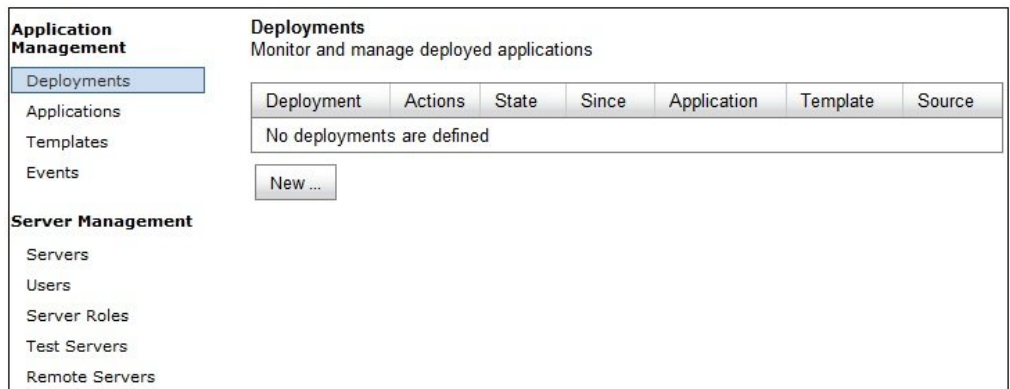 Application
Management
Deployments
Applications
Templates
Events
Server Management
Servers
Users
Server Roles
Test Servers
Remote Servers
Deployments
Monitor and manage deployed applications
Deployment Actions State Since Application Template Source
No deployments are defined
New ...